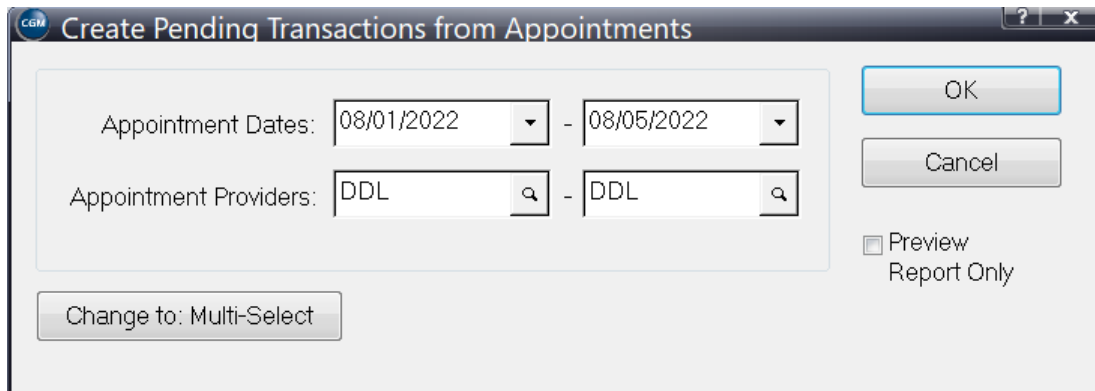 CGM Create Pending Transactions from Appointments ? x
Appointment Dates: 08/01/2022 - 08/05/2022
Appointment Providers: DDL - DDL
OK
Cancel
Preview
Report Only
Change to: Multi-Select